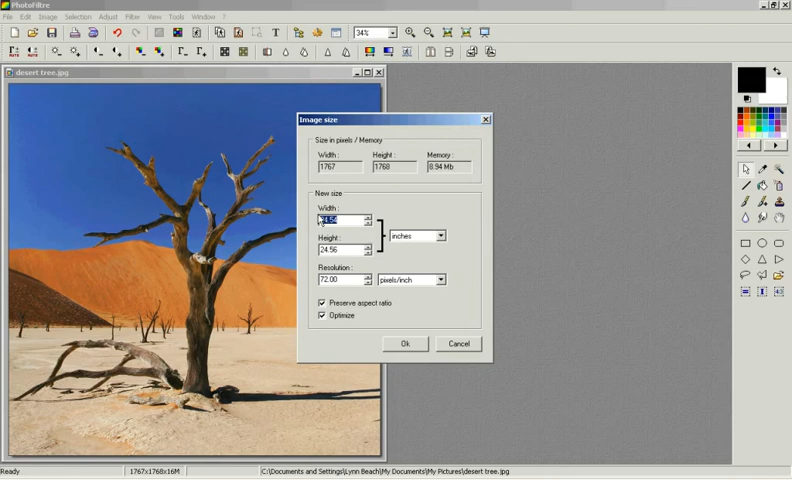 PhotoFiltre
File Edit Image Selection Adjust Filter View Tools Window ?
34%
desert tree.jpg
Image size
Size in pixels / Memory
Width : Height : Memory :
1767 1768 8.94 Mb
New size
Width :
24.54
inches
Height :
24.56
Resolution :
72.00 pixels/inch
Preserve aspect ratio
Optimize
Ok Cancel
Ready 1767x1768x16M C:\Documents and Settings\Lynn Beach\My Documents\My Pictures\desert tree.jpg